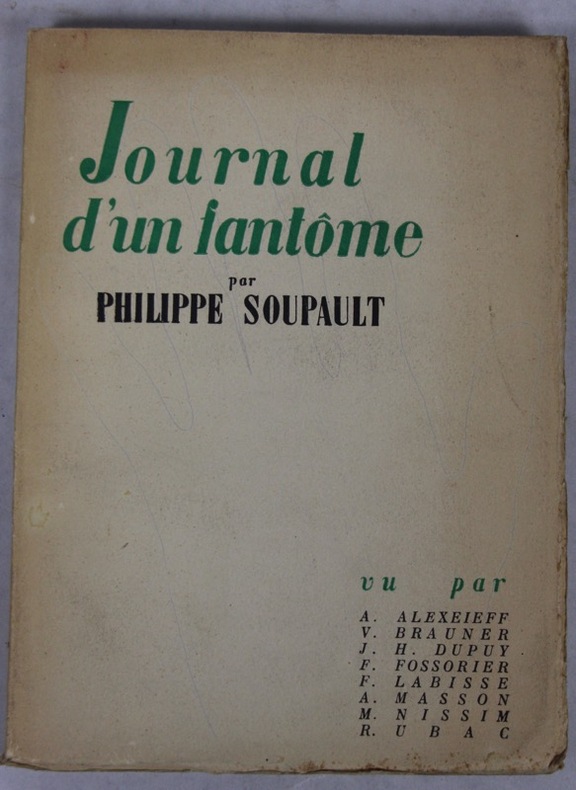 Journal
d'un fantôme
par
PHILIPPE SOUPAULT
vu par
A. ALEXEIEFF
V. BRAUNER
J. H. DUPUY
F. FOSSORIER
F. LABISSE
A. MASSON
M. NISSIM
R. UBAC